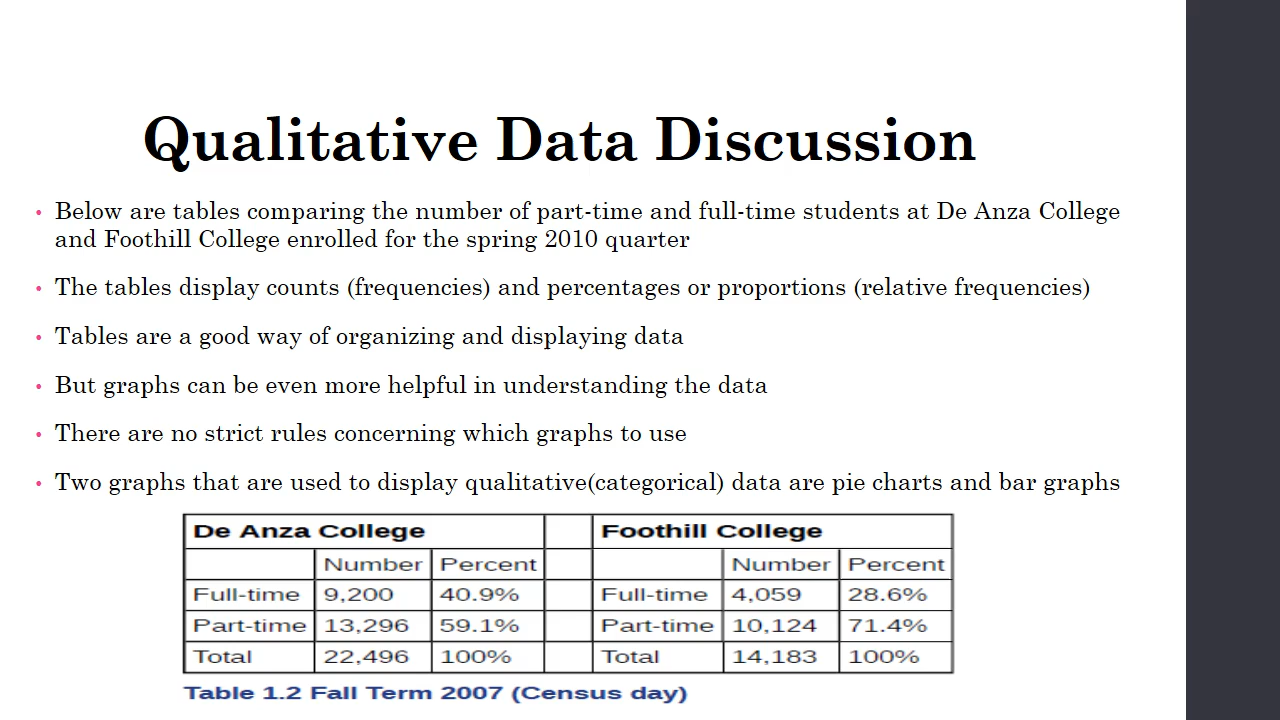 Qualitative Data Discussion
• Below are tables comparing the number of part-time and full-time students at De Anza College
and Foothill College enrolled for the spring 2010 quarter
• The tables display counts (frequencies) and percentages or proportions (relative frequencies)
• Tables are a good way of organizing and displaying data
• But graphs can be even more helpful in understanding the data
• There are no strict rules concerning which graphs to use
• Two graphs that are used to display qualitative(categorical) data are pie charts and bar graphs
De Anza College Foothill College
Number Percent Number Percent
Full-time 9,200 40.9% Full-time 4,059 28.6%
Part-time 13,296 59.1% Part-time 10,124 71.4%
Total 22,496 100% Total 14,183 100%
Table 1.2 Fall Term 2007 (Census day)